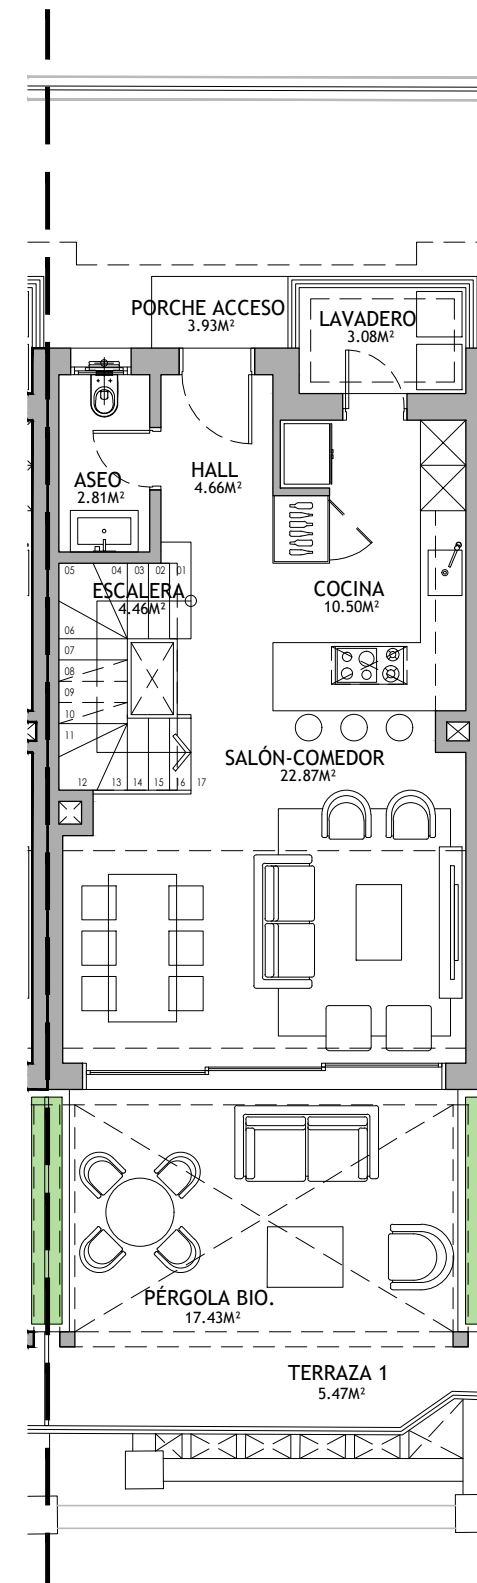 PORCHE ACCESO
3.93M²
LAVADERO
3.08M²
ASEO
2.81M²
HALL
4.66M²
05 04 03 02 01
ESCALERA
4.46M²
COCINA
10.50M²
06
07
08
09
10
11
12 13 14 15 16 17
SALÓN-COMEDOR
22.87M²
PÉRGOLA BIO.
17.43M²
TERRAZA 1
5.47M²